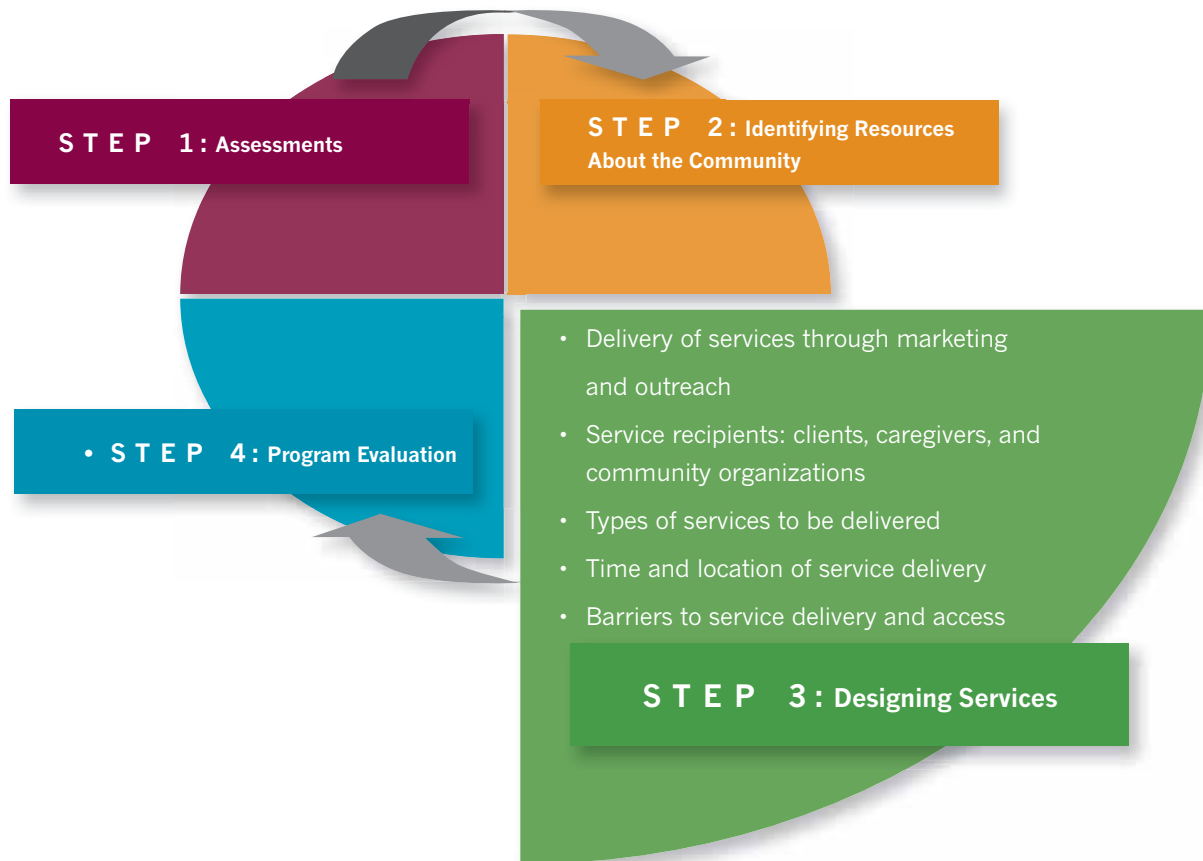 STEP 1: Assessments
STEP 2: Identifying Resources
About the Community
• Delivery of services through marketing
and outreach
• Service recipients: clients, caregivers, and
community organizations
• Types of services to be delivered
• Time and location of service delivery
• Barriers to service delivery and access
STEP 3: Designing Services
• STEP 4: Program Evaluation